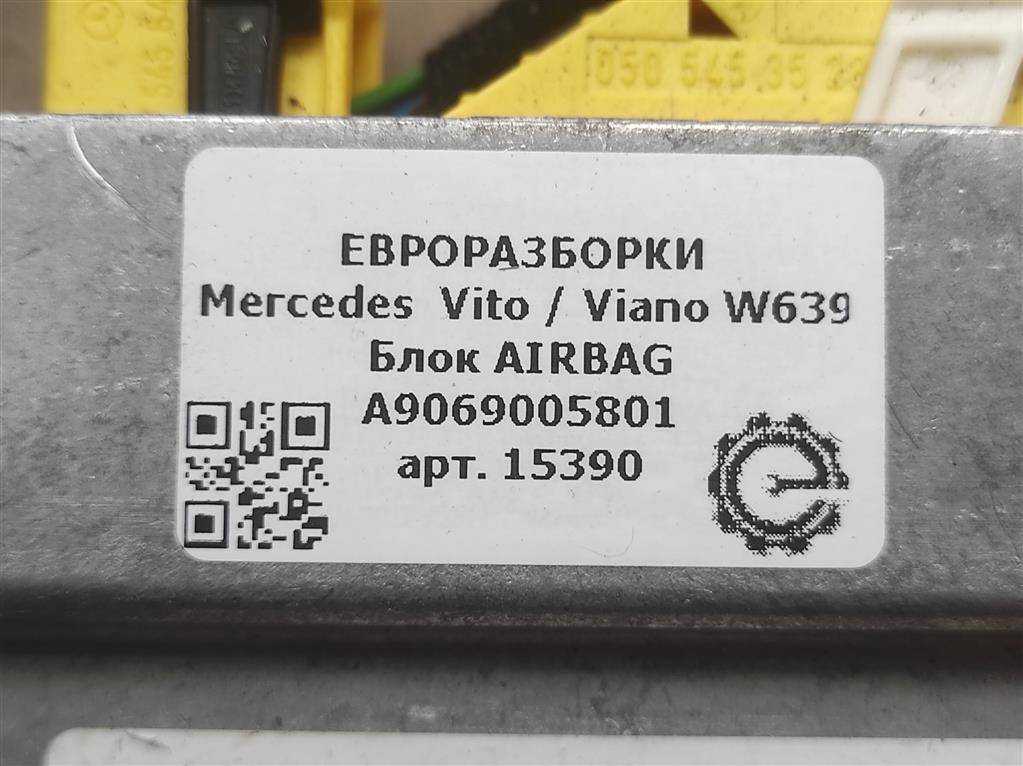 050 545 35 28
ЕВРОРАЗБОРКИ
Mercedes Vito / Viano W639
Блок AIRBAG
A9069005801
арт. 15390